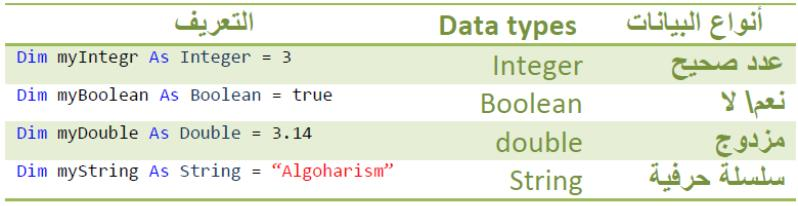 أنواع البيانات Data types التعريف
عدد صحيح Integer Dim myIntegr As Integer = 3
نعم\ لا Boolean Dim myBoolean As Boolean = true
مزدوج double Dim myDouble As Double = 3.14
سلسلة حرفية String Dim myString As String = “Algoharism”